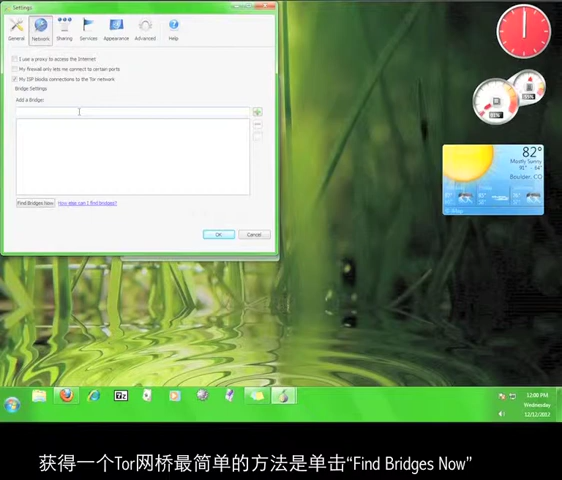 Settings
General
Network
Sharing
Services
Appearance
Advanced
Help
I use a proxy to access the Internet
My firewall only lets me connect to certain ports
My ISP blocks connections to the Tor network
Bridge Settings
Add a Bridge:
Find Bridges Now
How else can I find bridges?
OK
Cancel
82°
Mostly Sunny
Boulder, CO
12:00 PM
Wednesday
12/12/2012
获得一个Tor网桥最简单的方法是单击“Find Bridges Now”